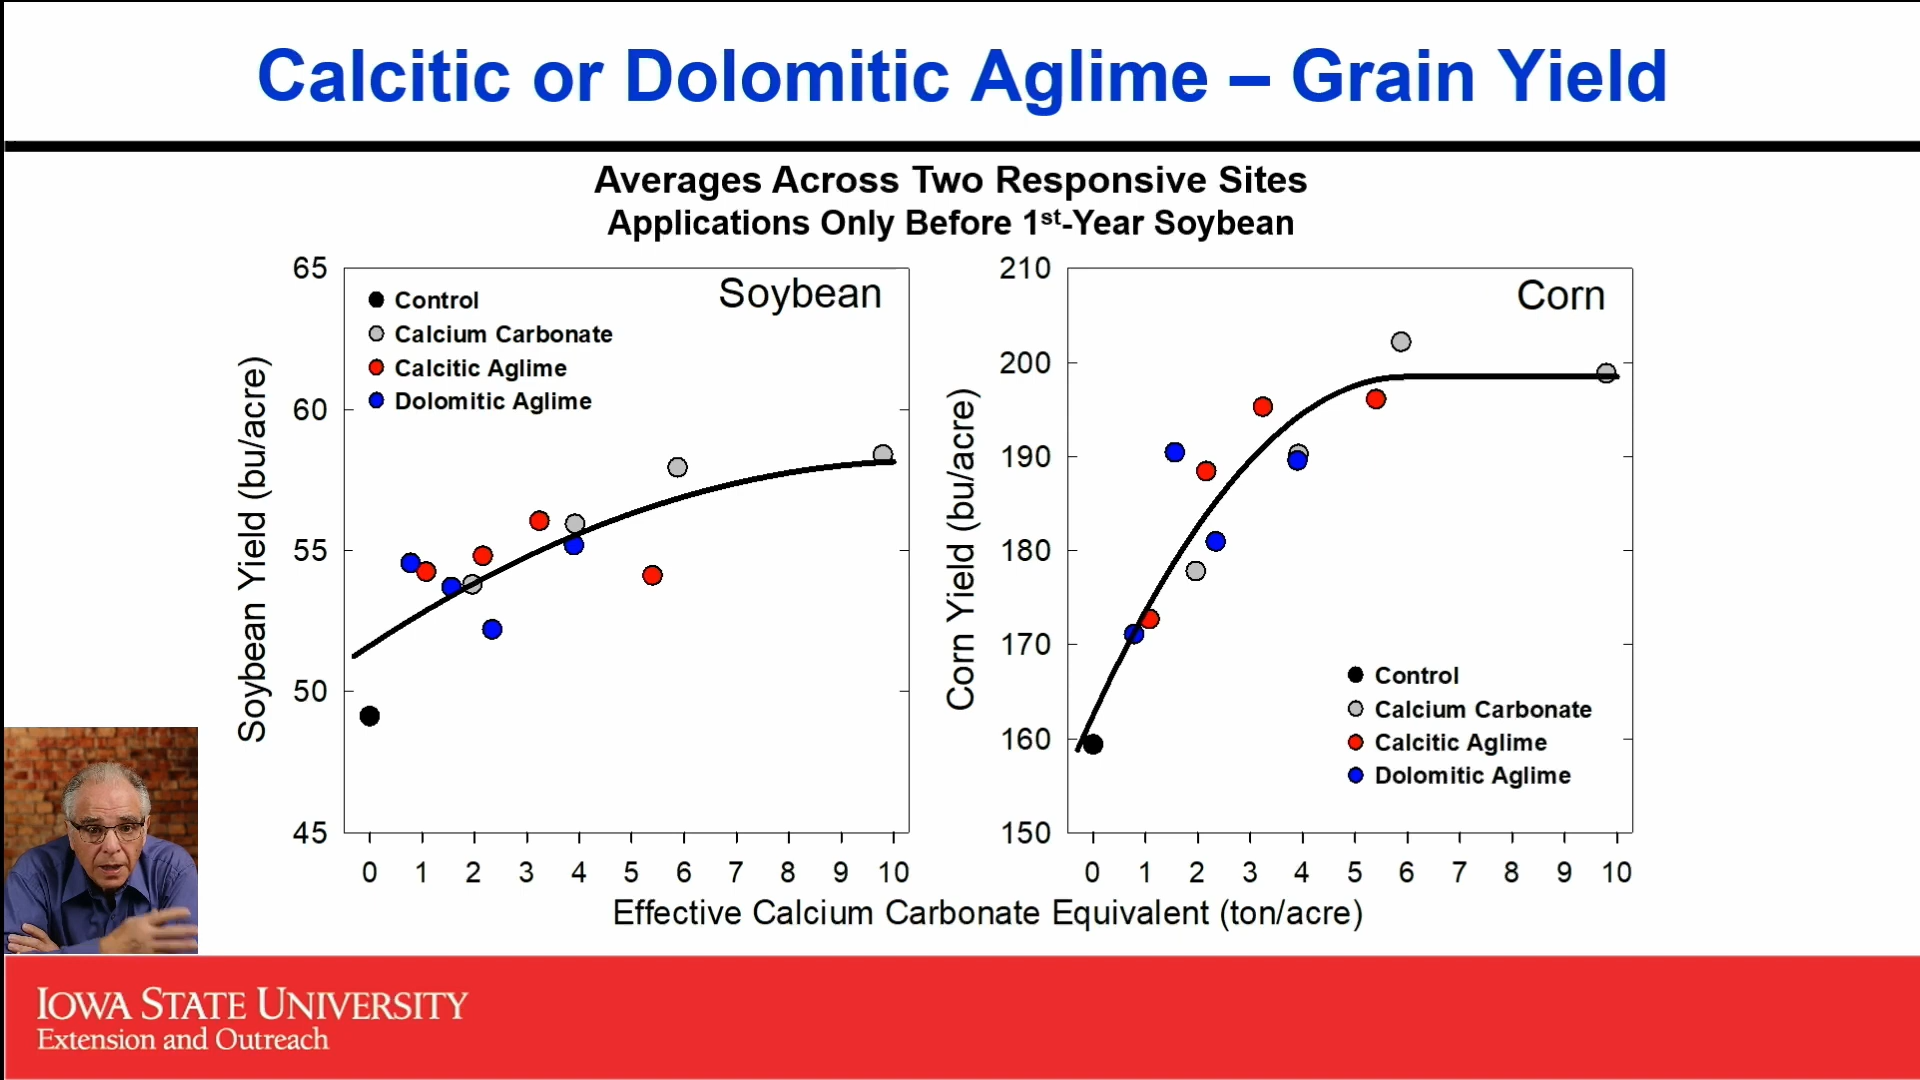 Calcitic or Dolomitic Aglime – Grain Yield
Averages Across Two Responsive Sites
Applications Only Before 1st-Year Soybean
Soybean
Control
Calcium Carbonate
Calcitic Aglime
Dolomitic Aglime
65
60
55
50
45
Soybean Yield (bu/acre)
0 1 2 3 4 5 6 7 8 9 10
Corn
210
200
190
180
170
160
150
Corn Yield (bu/acre)
Control
Calcium Carbonate
Calcitic Aglime
Dolomitic Aglime
0 1 2 3 4 5 6 7 8 9 10
Effective Calcium Carbonate Equivalent (ton/acre)
IOWA STATE UNIVERSITY
Extension and Outreach